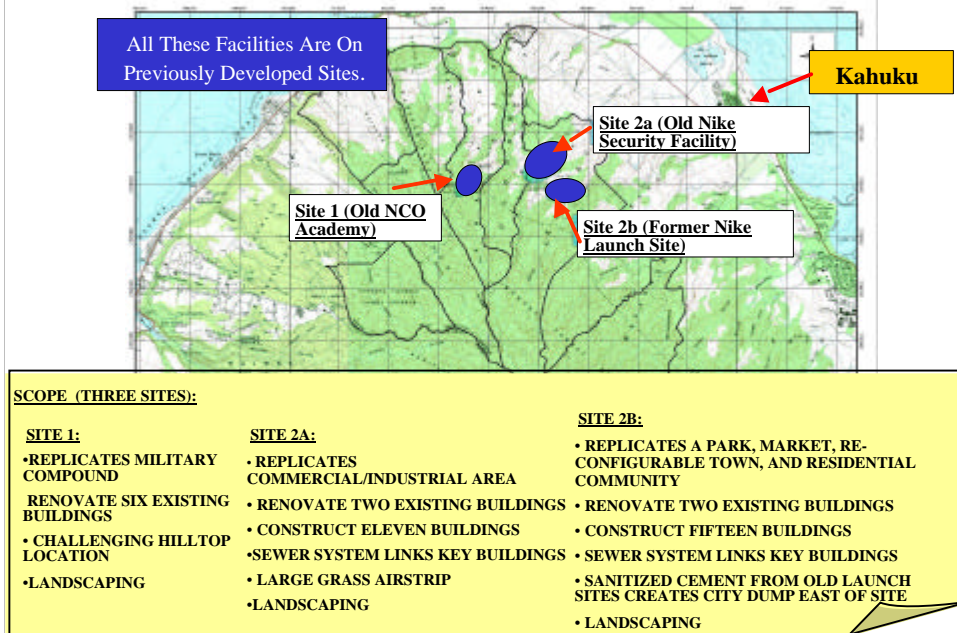 All These Facilities Are On
Previously Developed Sites.
Kahuku
Site 2a (Old Nike
Security Facility)
Site 1 (Old NCO
Academy)
Site 2b (Former Nike
Launch Site)
SCOPE (THREE SITES):
SITE 1:
•REPLICATES MILITARY
COMPOUND
RENOVATE SIX EXISTING
BUILDINGS
• CHALLENGING HILLTOP
LOCATION
•LANDSCAPING
SITE 2A:
• REPLICATES
COMMERCIAL/INDUSTRIAL AREA
• RENOVATE TWO EXISTING BUILDINGS
• CONSTRUCT ELEVEN BUILDINGS
•SEWER SYSTEM LINKS KEY BUILDINGS
• LARGE GRASS AIRSTRIP
•LANDSCAPING
SITE 2B:
• REPLICATES A PARK, MARKET, RE-
CONFIGURABLE TOWN, AND RESIDENTIAL
COMMUNITY
• RENOVATE TWO EXISTING BUILDINGS
• CONSTRUCT FIFTEEN BUILDINGS
• SEWER SYSTEM LINKS KEY BUILDINGS
• SANITIZED CEMENT FROM OLD LAUNCH
SITES CREATES CITY DUMP EAST OF SITE
• LANDSCAPING